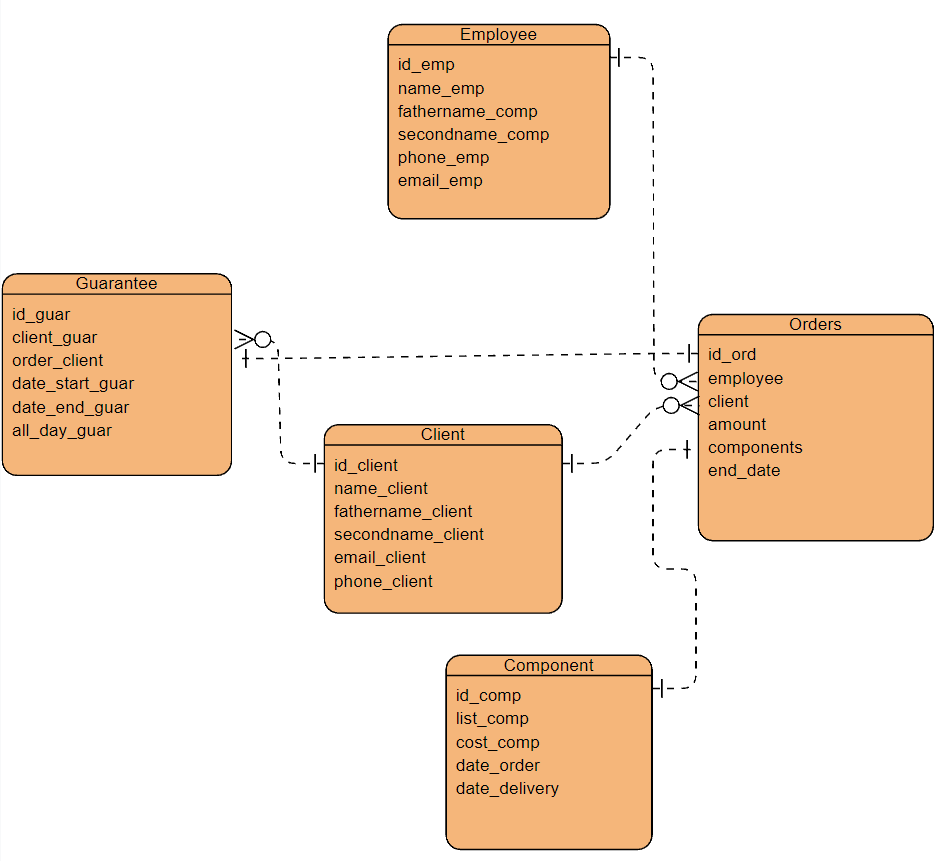 Employee
id_emp
name_emp
fathername_comp
secondname_comp
phone_emp
email_emp
Guarantee
id_guar
client_guar
order_client
date_start_guar
date_end_guar
all_day_guar
Orders
id_ord
employee
client
amount
components
end_date
Client
id_client
name_client
fathername_client
secondname_client
email_client
phone_client
Component
id_comp
list_comp
cost_comp
date_order
date_delivery